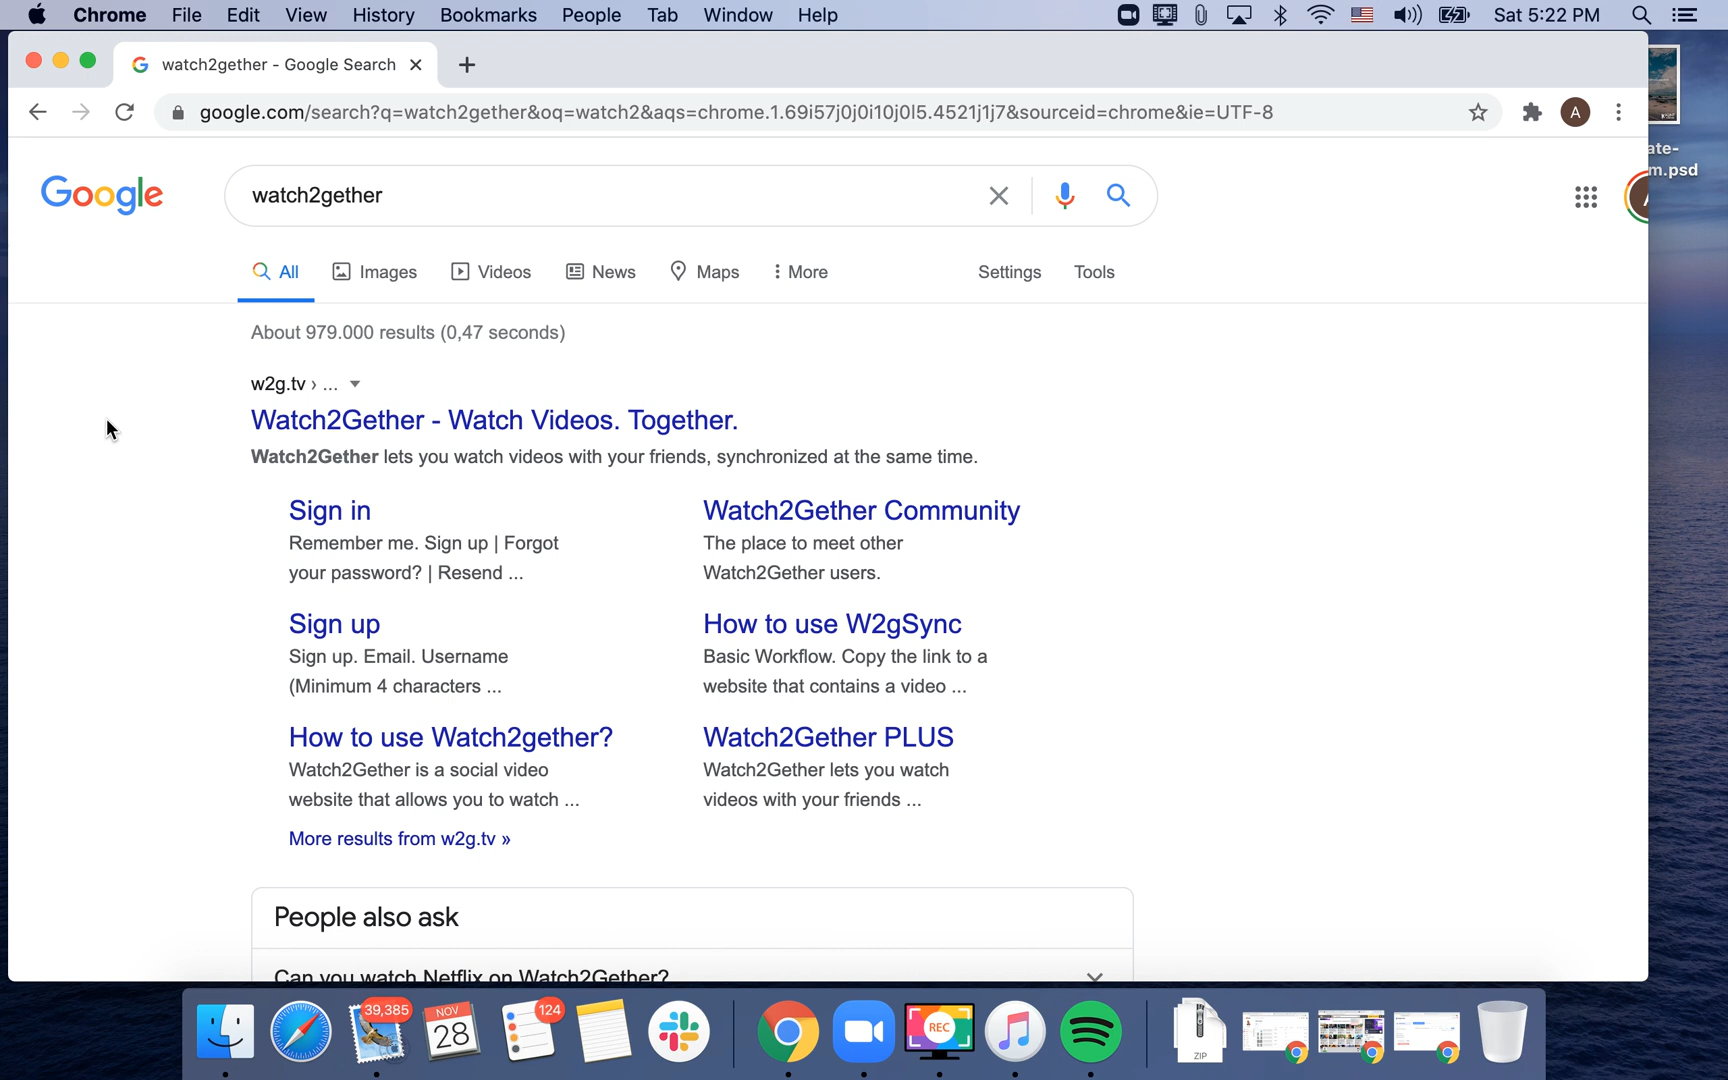 Chrome File Edit View History Bookmarks People Tab Window Help Sat 5:22 PM
watch2gether - Google Search
google.com/search?q=watch2gether&oq=watch2&aqs=chrome.1.69i57j0j0i10j0l5.4521j1j7&sourceid=chrome&ie=UTF-8
A
ate-
m.psd
Google
watch2gether
All Images Videos News Maps More Settings Tools
About 979.000 results (0,47 seconds)
w2g.tv › ...
Watch2Gether - Watch Videos. Together.
Watch2Gether lets you watch videos with your friends, synchronized at the same time.
Sign in
Remember me. Sign up | Forgot
your password? | Resend ...
Watch2Gether Community
The place to meet other
Watch2Gether users.
Sign up
Sign up. Email. Username
(Minimum 4 characters ...
How to use W2gSync
Basic Workflow. Copy the link to a
website that contains a video ...
How to use Watch2gether?
Watch2Gether is a social video
website that allows you to watch ...
Watch2Gether PLUS
Watch2Gether lets you watch
videos with your friends ...
More results from w2g.tv »
People also ask
Can you watch Netflix on Watch2Gether?
39,385
NOV
28
124
REC
ZIP